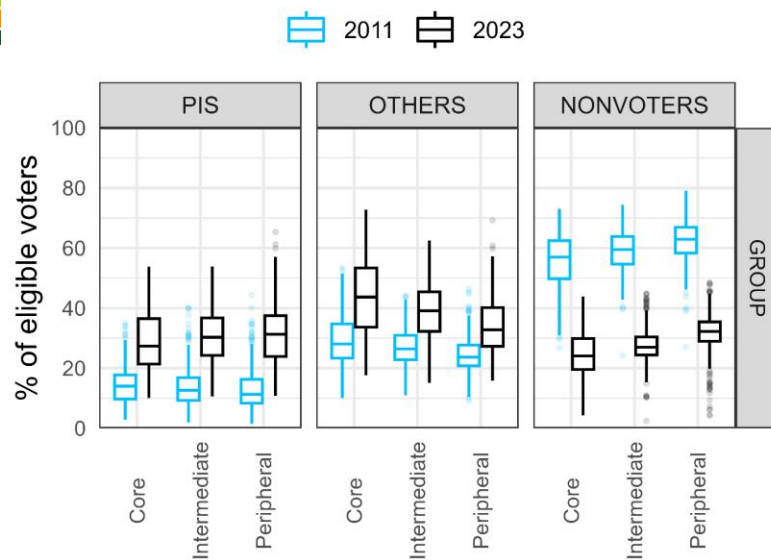 2011 2023
PIS OTHERS NONVOTERS
% of eligible voters
100
80
60
40
20
0
GROUP
Core Intermediate Peripheral Core Intermediate Peripheral Core Intermediate Peripheral